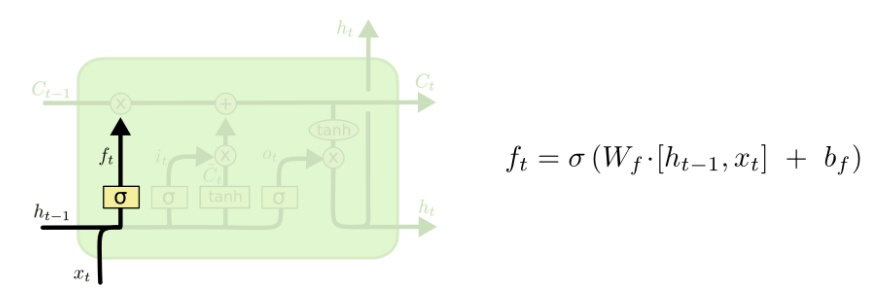 h_t
C_{t-1}
C_t
x
+
tanh
f_t
i_t
C̃_t
o_t
x
x
σ
σ
tanh
σ
h_{t-1}
h_t
x_t
f_t = σ (W_f·[h_{t-1}, x_t] + b_f)